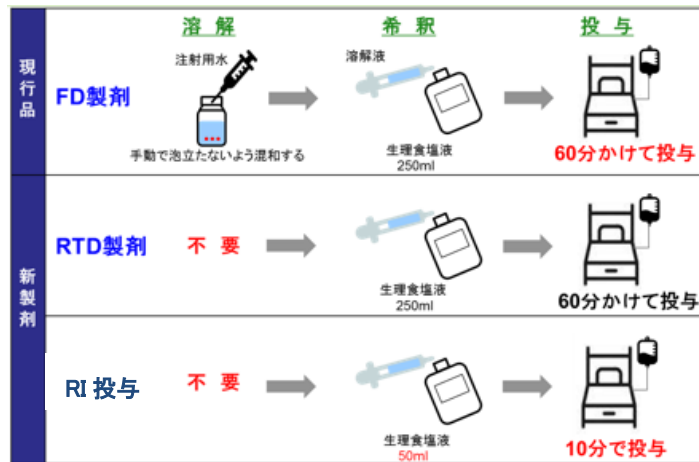 溶 解
希 釈
投 与
現行品
FD製剤
注射用水
手動で泡立たないよう混和する
溶解液
生理食塩液
250ml
60分かけて投与
新製剤
RTD製剤
不 要
生理食塩液
250ml
60分かけて投与
RI 投与
不 要
生理食塩液
50ml
10分で投与